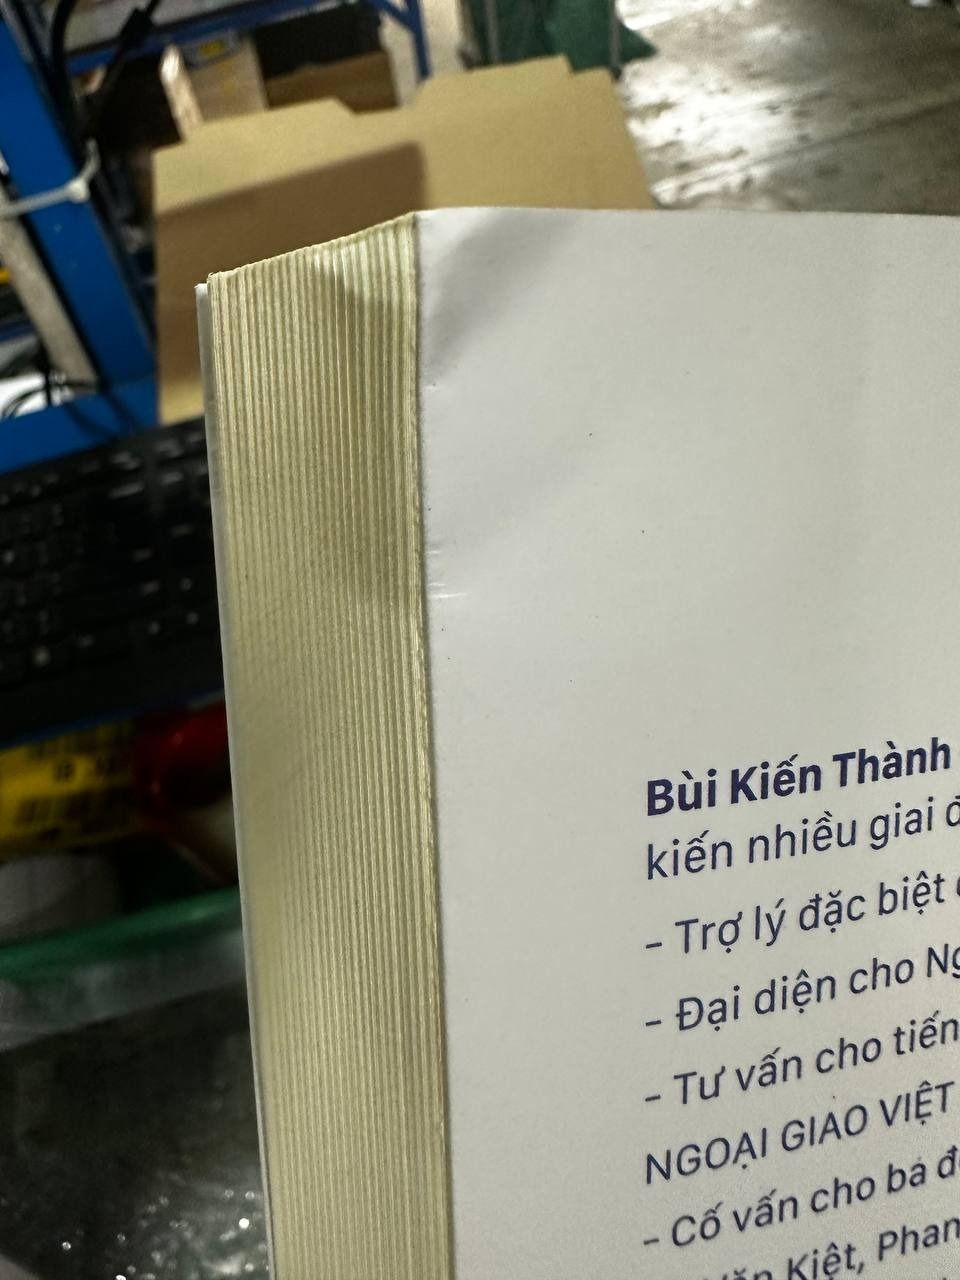 Bùi Kiến Thành
kiến nhiều giai
- Trợ lý đặc biệt
- Đại diện cho
- Tư vấn cho tiến
NGOẠI GIAO VIỆT
- Cố vấn cho ba
Kiệt, Phan